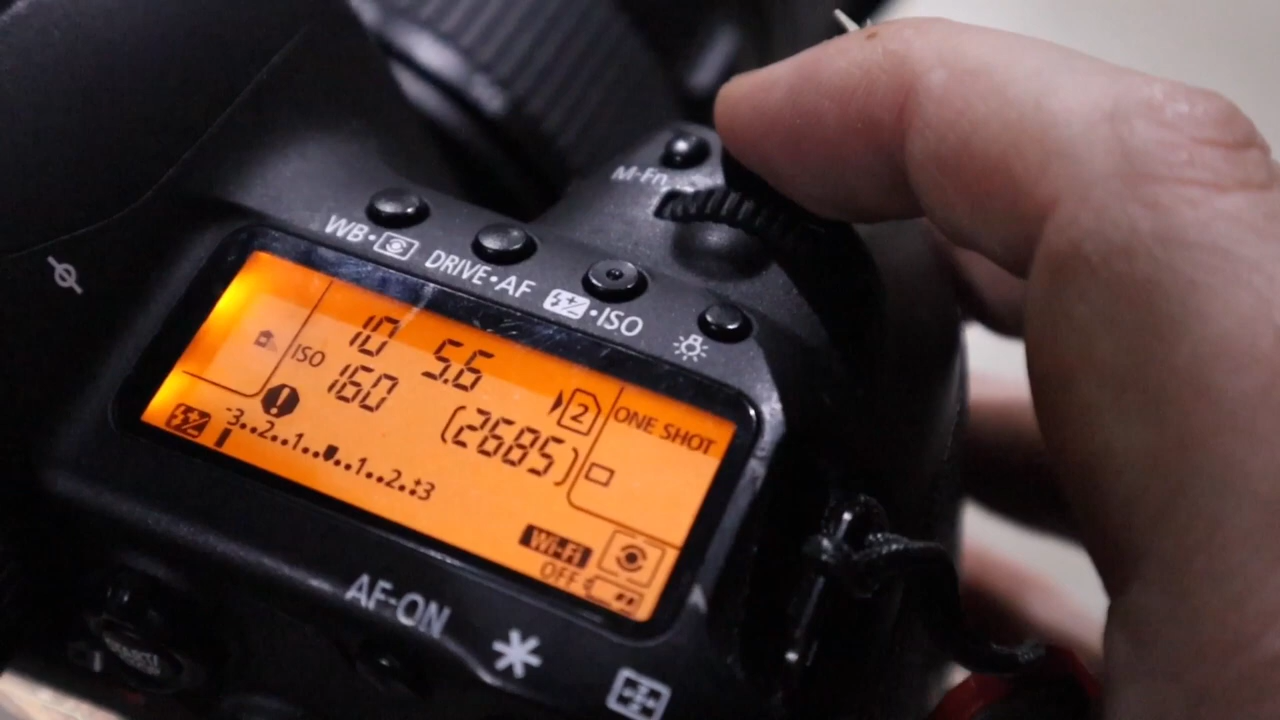 M-Fn
WB•
DRIVE•AF
•ISO
10 5.6
ISO 160
2 ONE SHOT
(2685)
-3..2..1...▼..1..2..+3
Wi-Fi
OFF
AF-ON